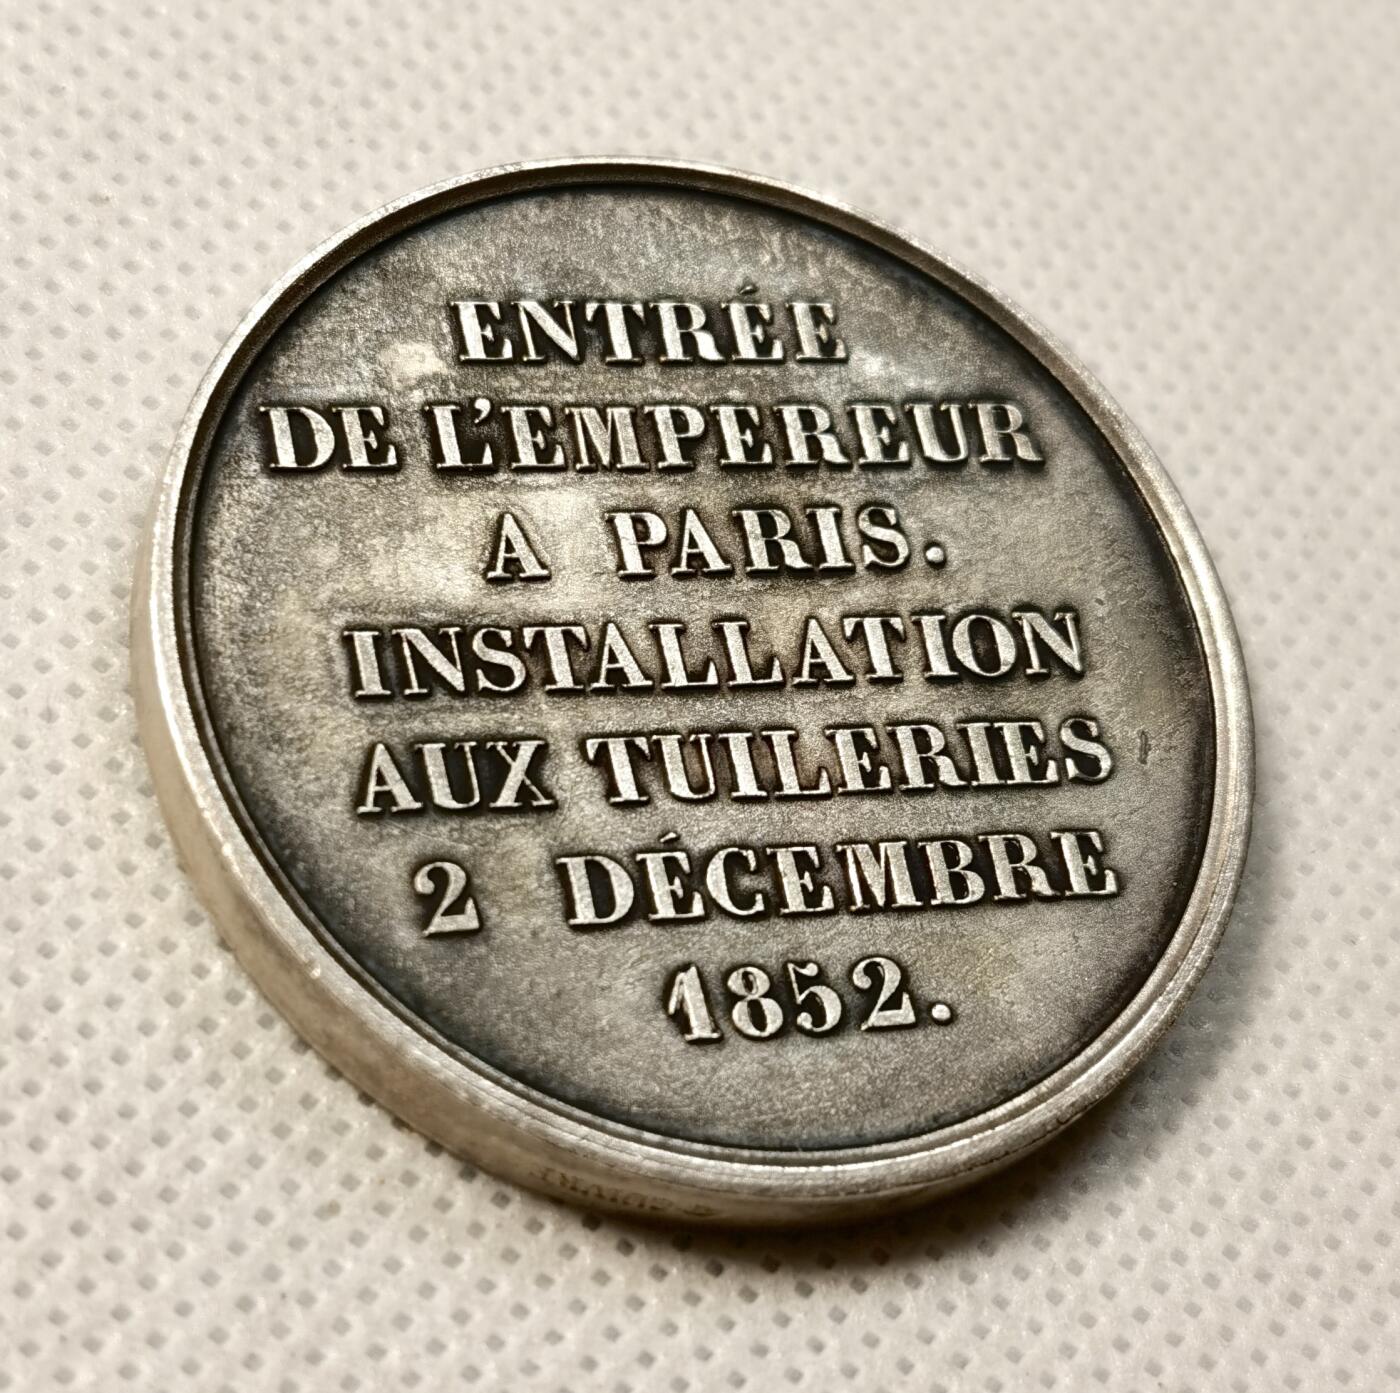 ENTRÉE
DE L'EMPEREUR
A PARIS.
INSTALLATION
AUX TUILERIES
2 DÉCEMBRE
1852.